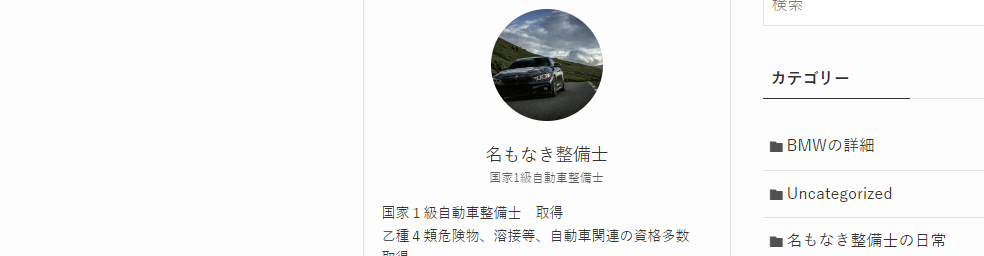 検索
カテゴリー
BMWの詳細
Uncategorized
名もなき整備士の日常
名もなき整備士
国家1級自動車整備士
国家１級自動車整備士　取得
乙種４類危険物、溶接等、自動車関連の資格多数
取得